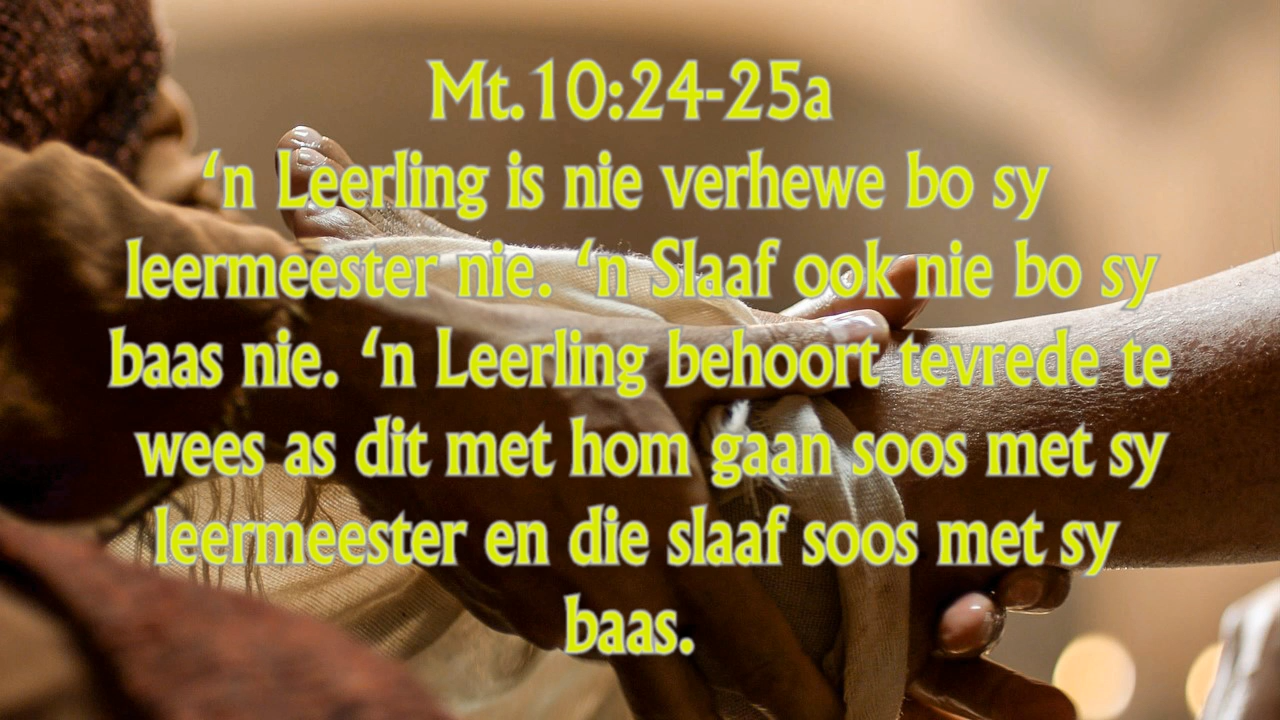 Mt.10:24-25a
‘n Leerling is nie verhewe bo sy
leermeester nie. ‘n Slaaf ook nie bo sy
baas nie. ‘n Leerling behoort tevrede te
wees as dit met hom gaan soos met sy
leermeester en die slaaf soos met sy
baas.